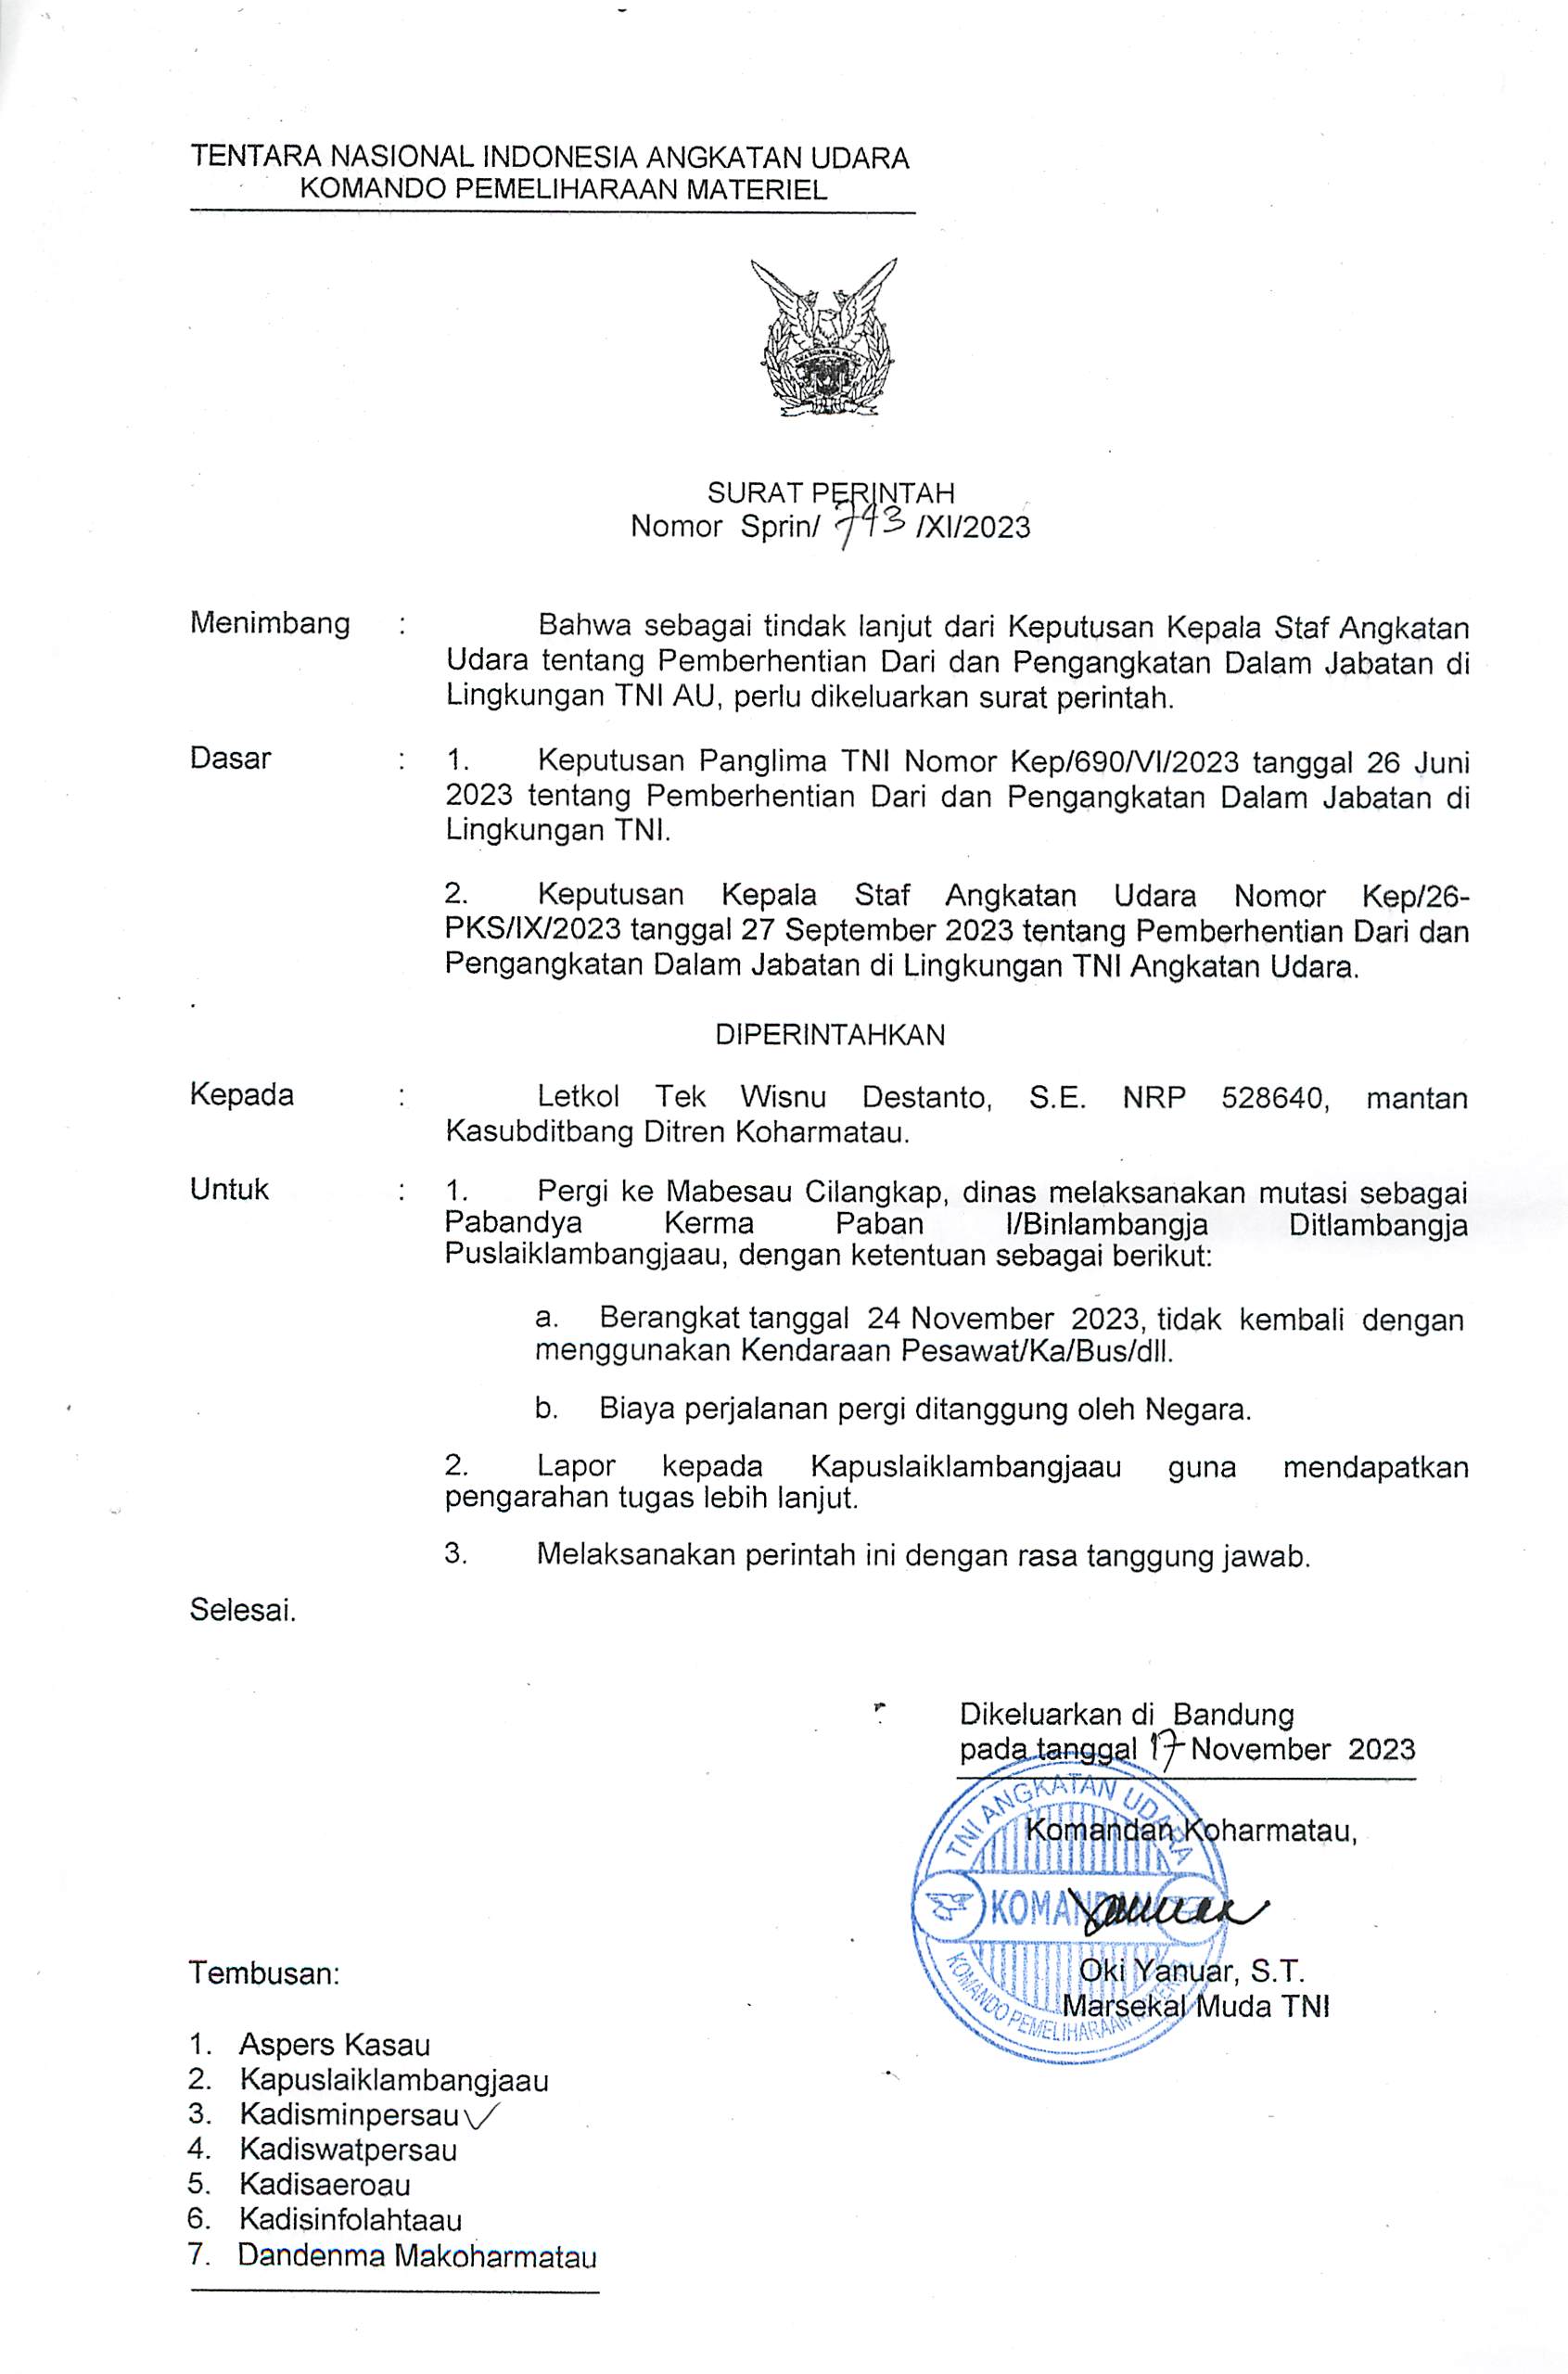 TENTARA NASIONAL INDONESIA ANGKATAN UDARA
KOMANDO PEMELIHARAAN MATERIEL
SURAT PERINTAH
Nomor Sprin/ 743 /XI/2023
Menimbang : Bahwa sebagai tindak lanjut dari Keputusan Kepala Staf Angkatan
Udara tentang Pemberhentian Dari dan Pengangkatan Dalam Jabatan di
Lingkungan TNI AU, perlu dikeluarkan surat perintah.
Dasar : 1. Keputusan Panglima TNI Nomor Kep/690/VI/2023 tanggal 26 Juni
2023 tentang Pemberhentian Dari dan Pengangkatan Dalam Jabatan di
Lingkungan TNI.
2. Keputusan Kepala Staf Angkatan Udara Nomor Kep/26-
PKS/IX/2023 tanggal 27 September 2023 tentang Pemberhentian Dari dan
Pengangkatan Dalam Jabatan di Lingkungan TNI Angkatan Udara.
DIPERINTAHKAN
Kepada : Letkol Tek Wisnu Destanto, S.E. NRP 528640, mantan
Kasubditbang Ditren Koharmatau.
Untuk : 1. Pergi ke Mabesau Cilangkap, dinas melaksanakan mutasi sebagai
Pabandya Kerma Paban I/Binlambangja Ditlambangja
Puslaiklambangjaau, dengan ketentuan sebagai berikut:
a. Berangkat tanggal 24 November 2023, tidak kembali dengan
menggunakan Kendaraan Pesawat/Ka/Bus/dll.
b. Biaya perjalanan pergi ditanggung oleh Negara.
2. Lapor kepada Kapuslaiklambangjaau guna mendapatkan
pengarahan tugas lebih lanjut.
3. Melaksanakan perintah ini dengan rasa tanggung jawab.
Selesai.
Dikeluarkan di Bandung
pada tanggal 17 November 2023
Komandan Koharmatau,
TNI ANGKATAN UDARA
KOMANDAN
KOMANDO PEMELIHARAAN MATERIEL
Oki Yanuar, S.T.
Marsekal Muda TNI
Tembusan:
1. Aspers Kasau
2. Kapuslaiklambangjaau
3. Kadisminpersau
4. Kadiswatpersau
5. Kadisaeroau
6. Kadisinfolahtaau
7. Dandenma Makoharmatau